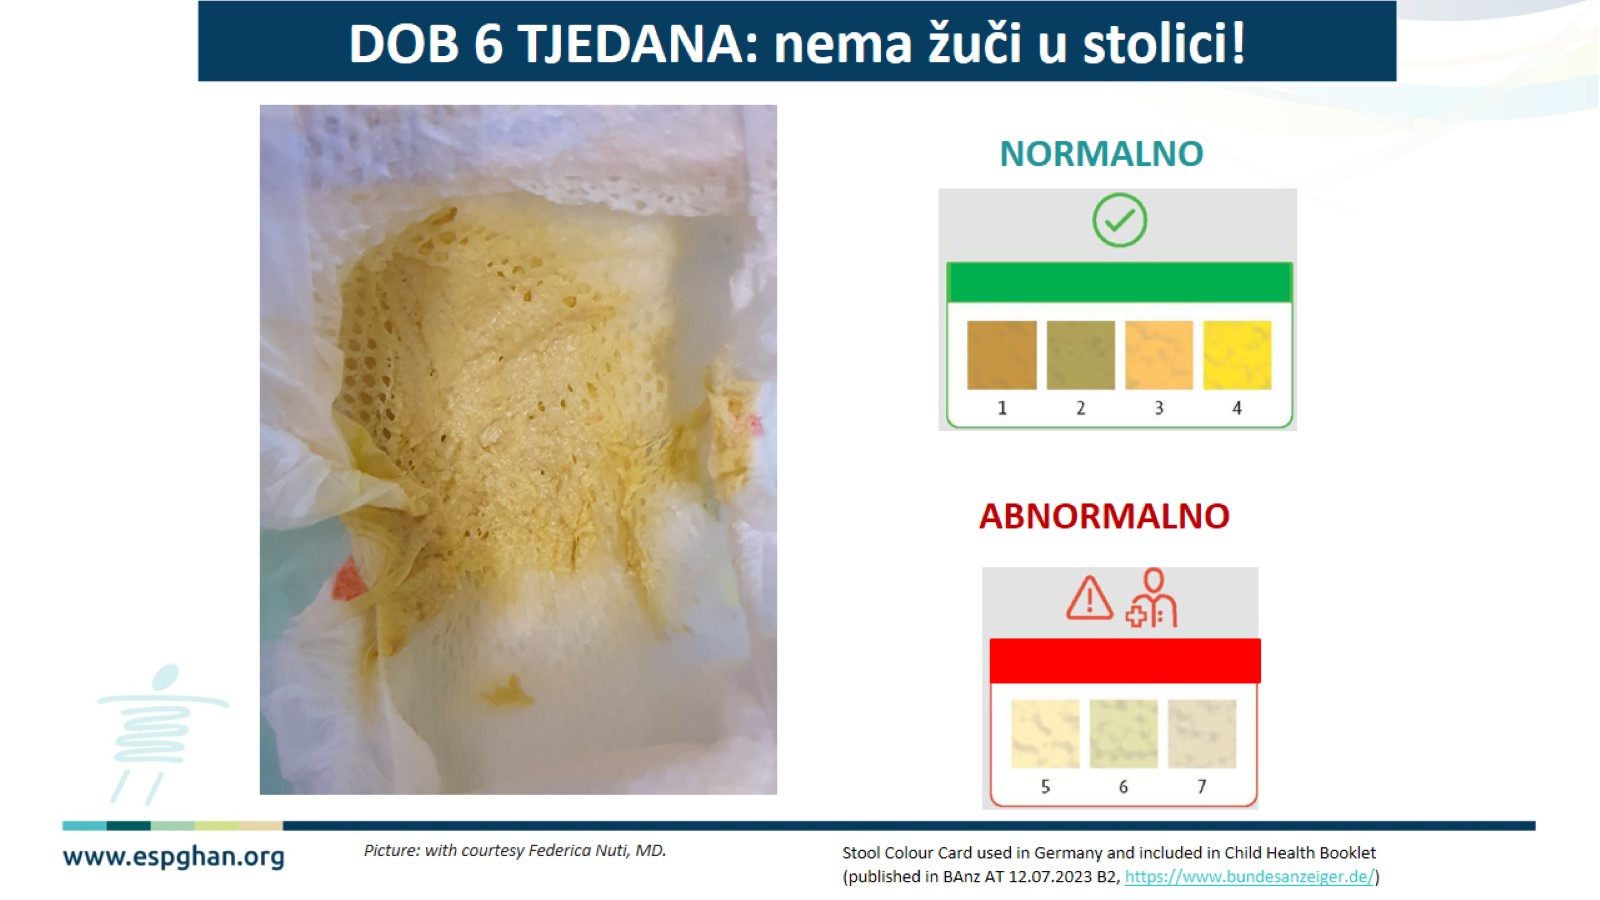 DOB 6 TJEDANA: nema žuči u stolici!
NORMALNO
1 2 3 4
ABNORMALNO
5 6 7
www.espghan.org
Picture: with courtesy Federica Nuti, MD.
Stool Colour Card used in Germany and included in Child Health Booklet
(published in BAnz AT 12.07.2023 B2, https://www.bundesanzeiger.de/)